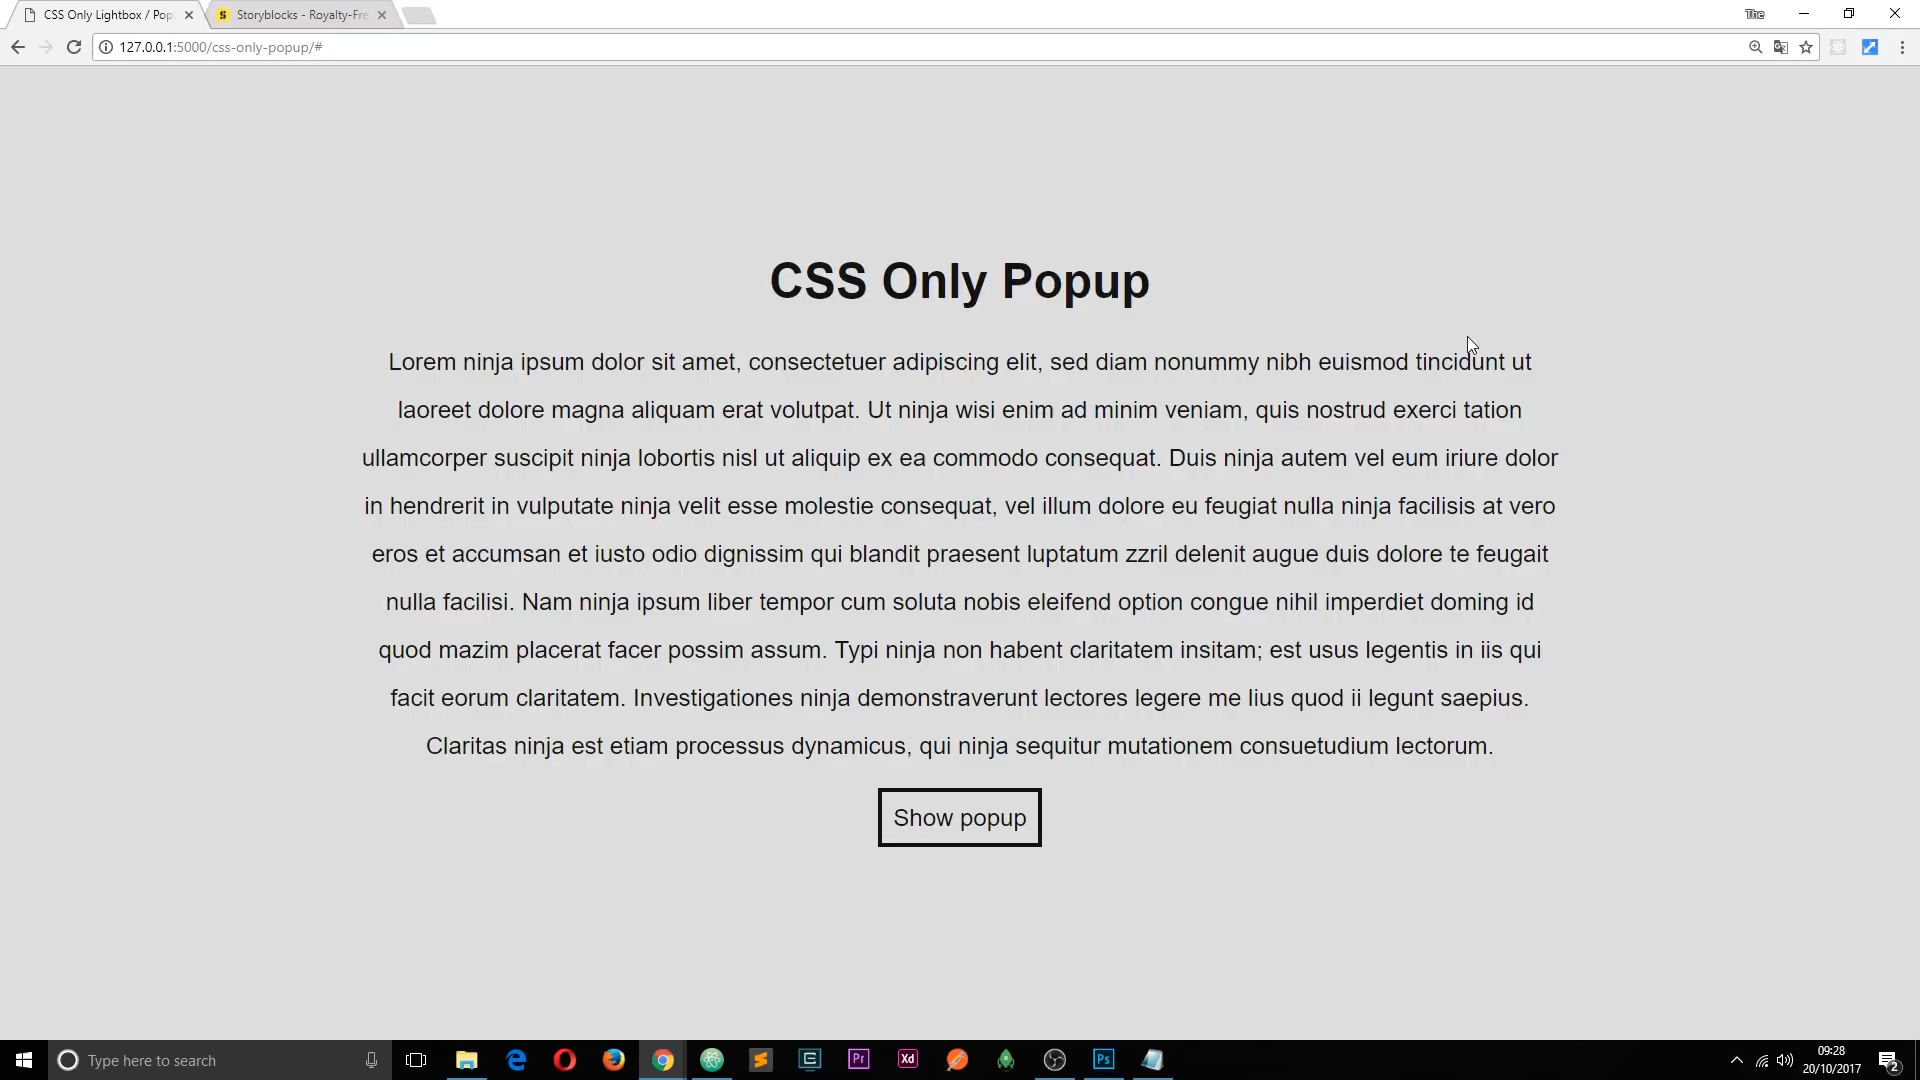 CSS Only Lightbox / Pop
Storyblocks - Royalty-Fre
The
127.0.0.1:5000/css-only-popup/#
CSS Only Popup
Lorem ninja ipsum dolor sit amet, consectetuer adipiscing elit, sed diam nonummy nibh euismod tincidunt ut
laoreet dolore magna aliquam erat volutpat. Ut ninja wisi enim ad minim veniam, quis nostrud exerci tation
ullamcorper suscipit ninja lobortis nisl ut aliquip ex ea commodo consequat. Duis ninja autem vel eum iriure dolor
in hendrerit in vulputate ninja velit esse molestie consequat, vel illum dolore eu feugiat nulla ninja facilisis at vero
eros et accumsan et iusto odio dignissim qui blandit praesent luptatum zzril delenit augue duis dolore te feugait
nulla facilisi. Nam ninja ipsum liber tempor cum soluta nobis eleifend option congue nihil imperdiet doming id
quod mazim placerat facer possim assum. Typi ninja non habent claritatem insitam; est usus legentis in iis qui
facit eorum claritatem. Investigationes ninja demonstraverunt lectores legere me lius quod ii legunt saepius.
Claritas ninja est etiam processus dynamicus, qui ninja sequitur mutationem consuetudium lectorum.
Show popup
Type here to search
Pr
Xd
Ps
09:28
20/10/2017
2